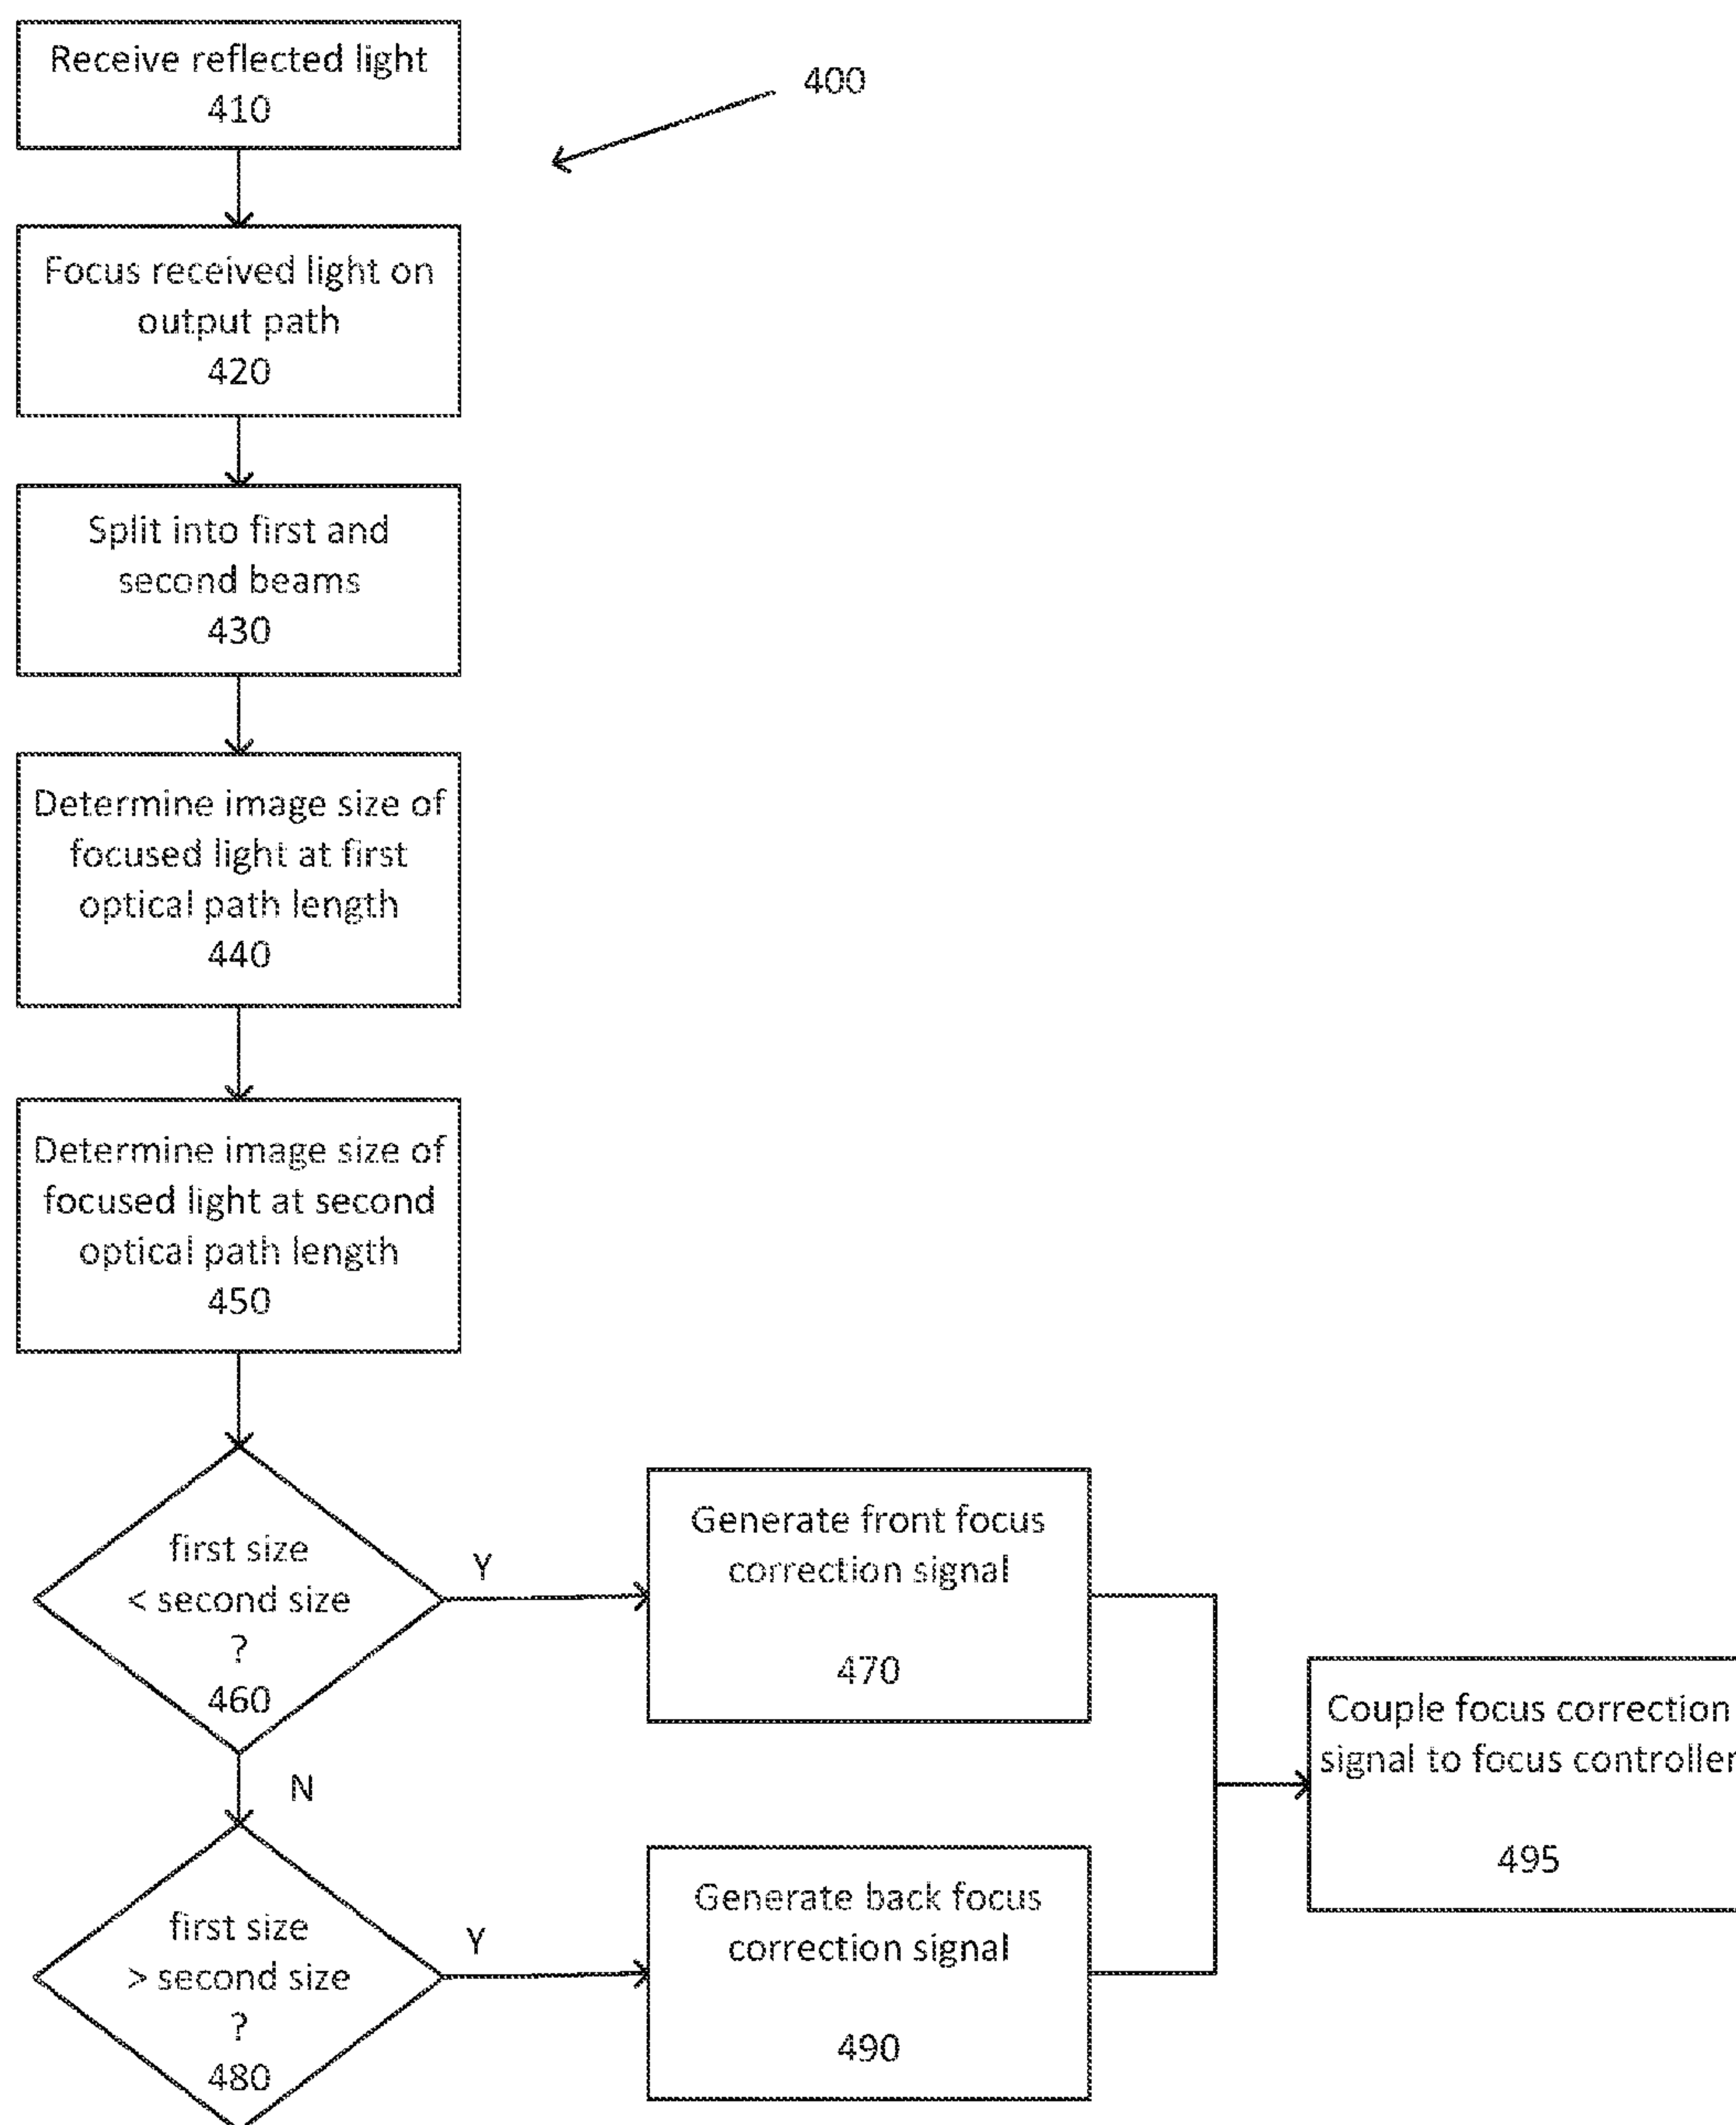 Receive reflected light
410
400
Focus received light on
output path
420
Split into first and
second beams
430
Determine image size of
focused light at first
optical path length
440
Determine image size of
focused light at second
optical path length
450
first size
< second size
?
460
Y
Generate front focus
correction signal
470
N
first size
> second size
?
480
Y
Generate back focus
correction signal
490
Couple focus correction
signal to focus controller
495